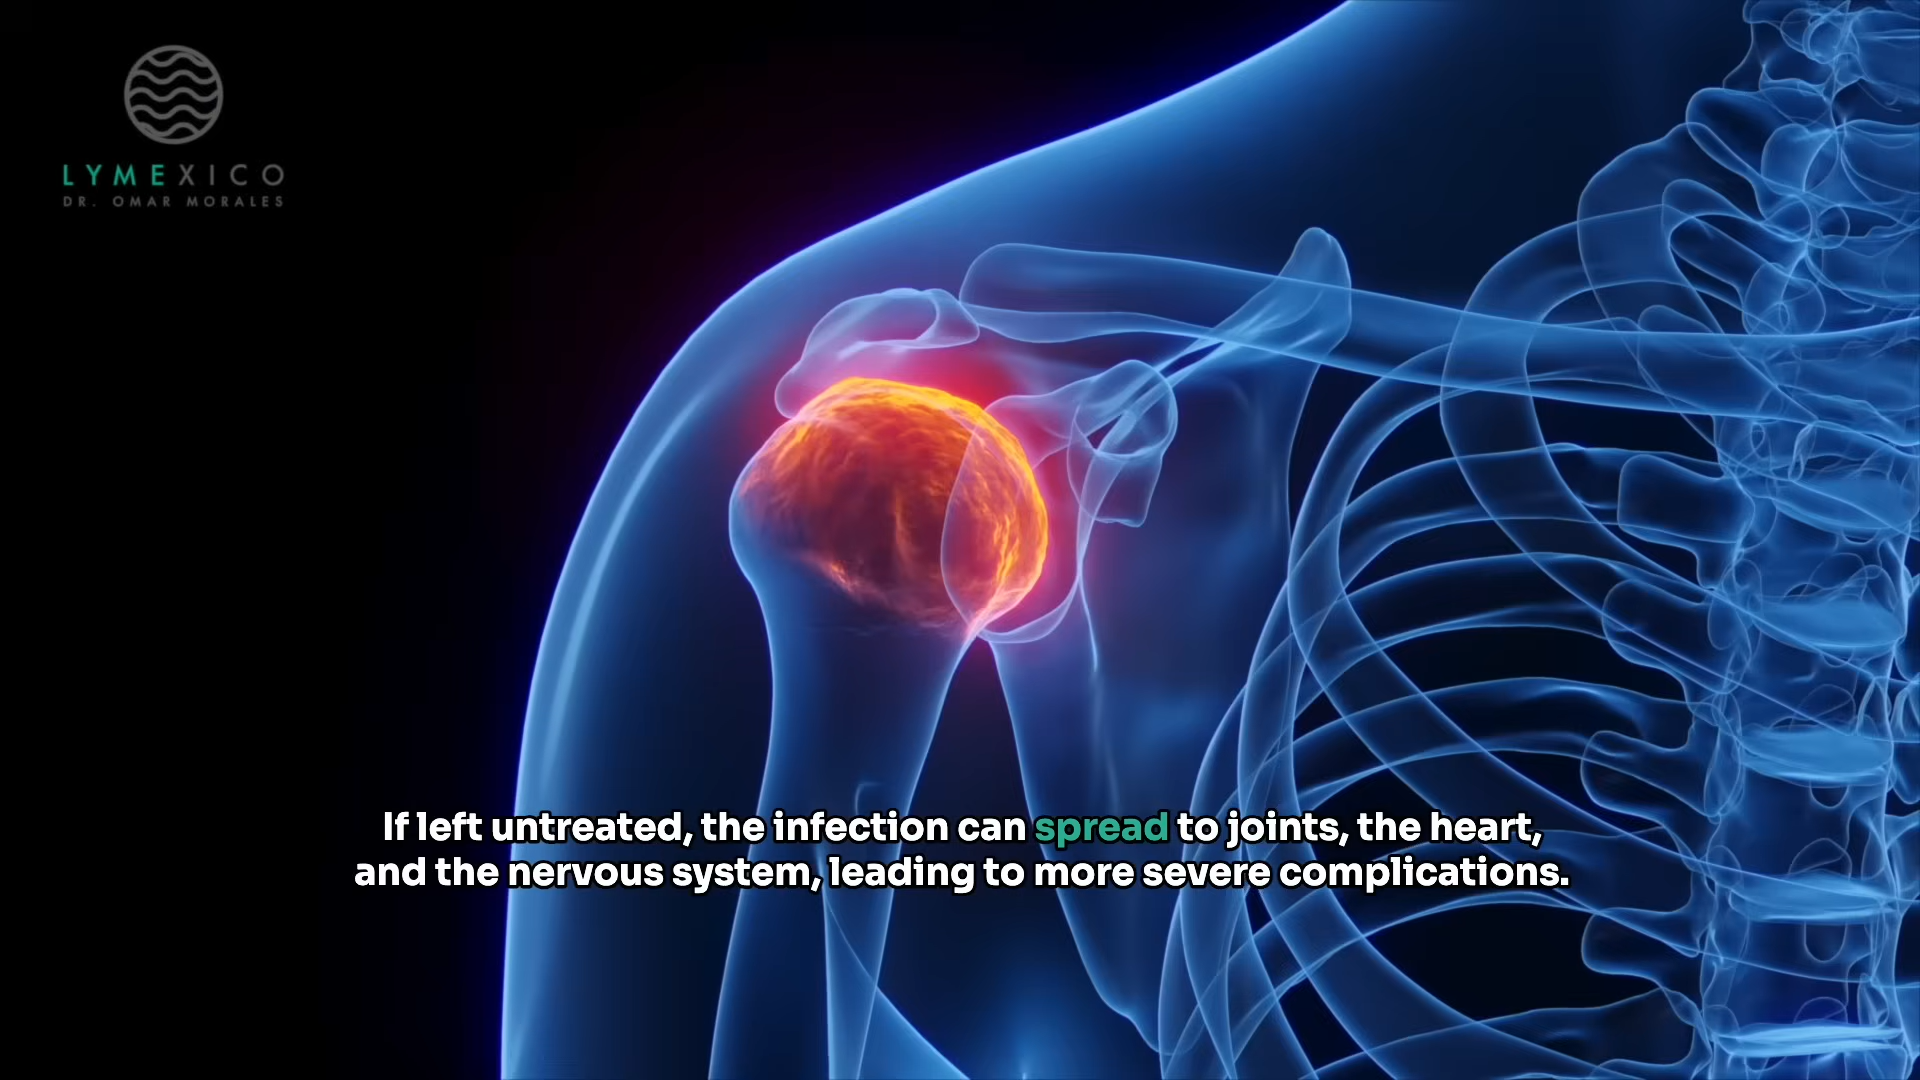 LYMEXICO
DR. OMAR MORALES
If left untreated, the infection can spread to joints, the heart,
and the nervous system, leading to more severe complications.